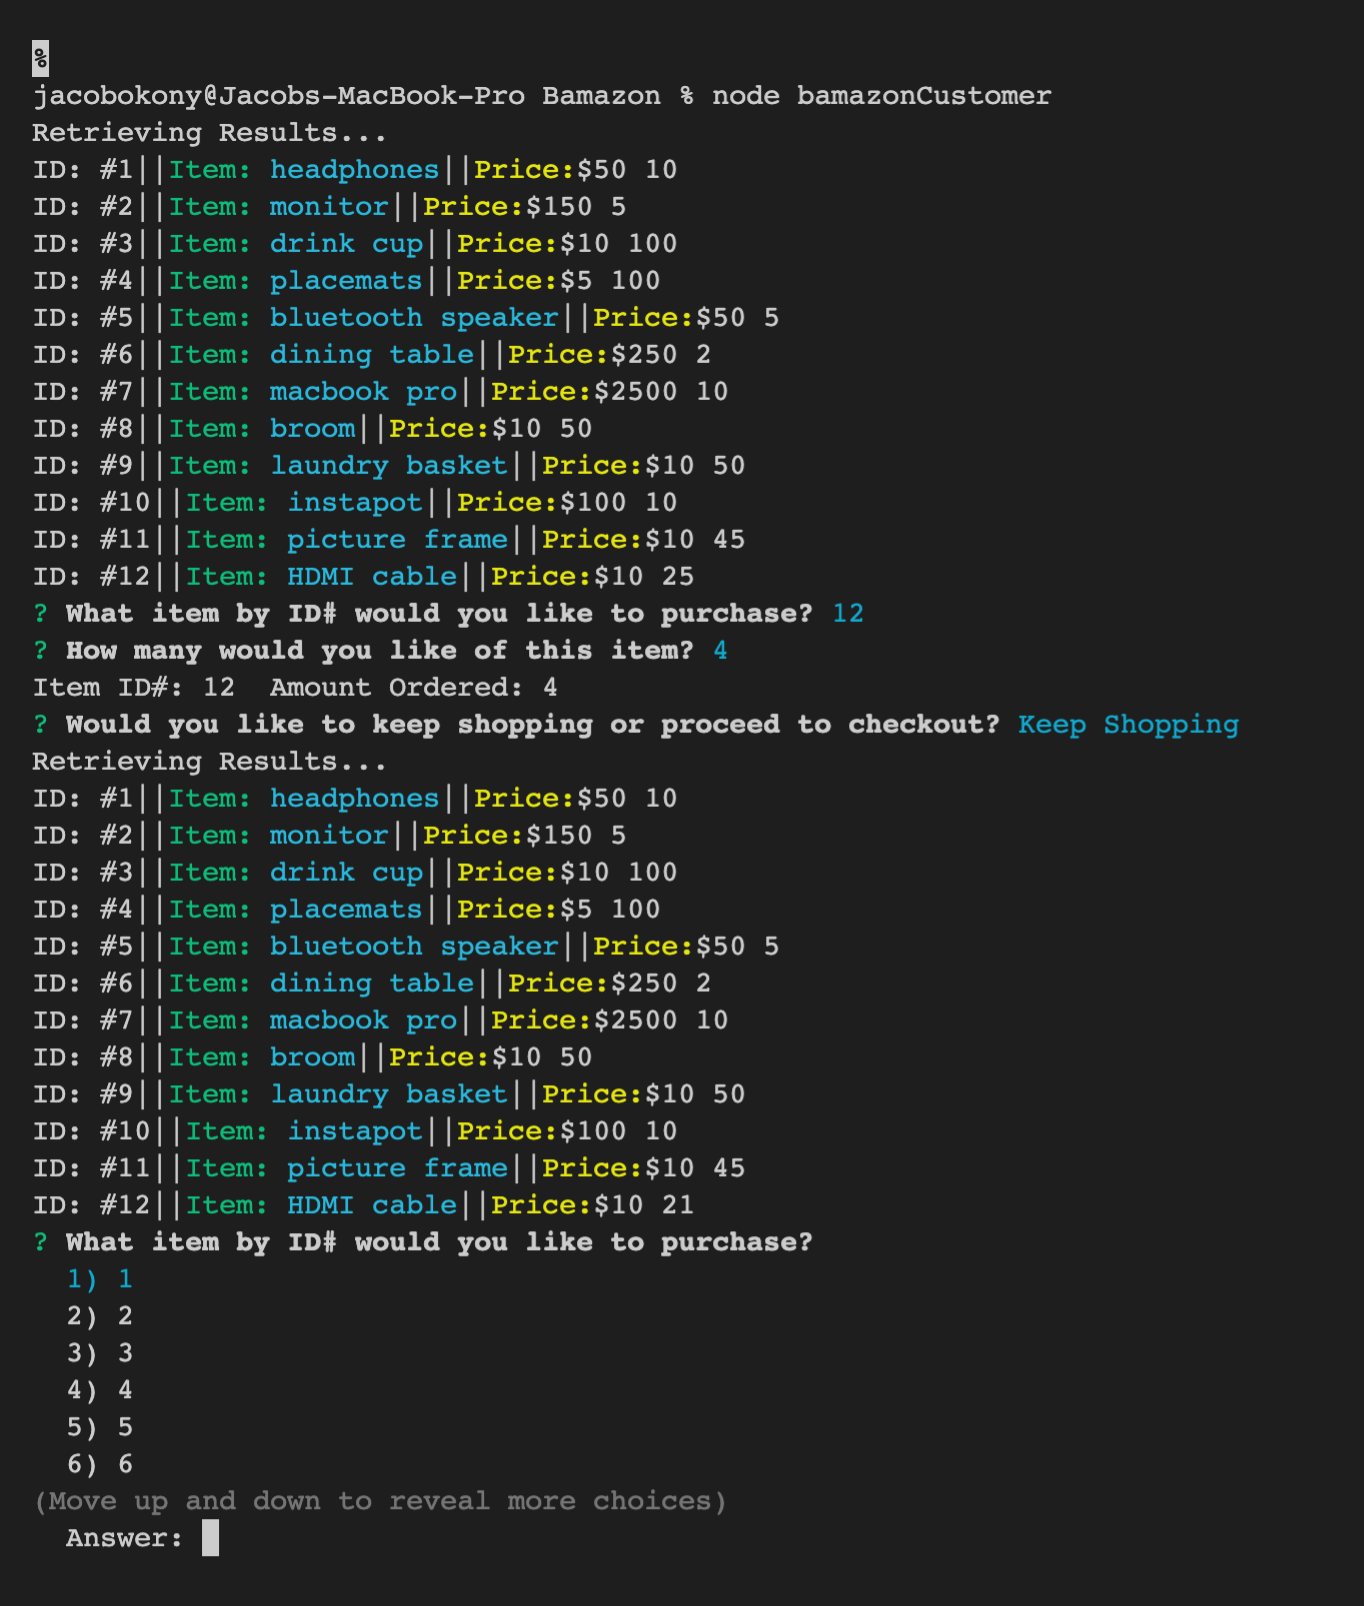 %
jacobokony@Jacobs-MacBook-Pro Bamazon % node bamazonCustomer
Retrieving Results...
ID: #1||Item: headphones||Price:$50 10
ID: #2||Item: monitor||Price:$150 5
ID: #3||Item: drink cup||Price:$10 100
ID: #4||Item: placemats||Price:$5 100
ID: #5||Item: bluetooth speaker||Price:$50 5
ID: #6||Item: dining table||Price:$250 2
ID: #7||Item: macbook pro||Price:$2500 10
ID: #8||Item: broom||Price:$10 50
ID: #9||Item: laundry basket||Price:$10 50
ID: #10||Item: instapot||Price:$100 10
ID: #11||Item: picture frame||Price:$10 45
ID: #12||Item: HDMI cable||Price:$10 25
? What item by ID# would you like to purchase? 12
? How many would you like of this item? 4
Item ID#: 12  Amount Ordered: 4
? Would you like to keep shopping or proceed to checkout? Keep Shopping
Retrieving Results...
ID: #1||Item: headphones||Price:$50 10
ID: #2||Item: monitor||Price:$150 5
ID: #3||Item: drink cup||Price:$10 100
ID: #4||Item: placemats||Price:$5 100
ID: #5||Item: bluetooth speaker||Price:$50 5
ID: #6||Item: dining table||Price:$250 2
ID: #7||Item: macbook pro||Price:$2500 10
ID: #8||Item: broom||Price:$10 50
ID: #9||Item: laundry basket||Price:$10 50
ID: #10||Item: instapot||Price:$100 10
ID: #11||Item: picture frame||Price:$10 45
ID: #12||Item: HDMI cable||Price:$10 21
? What item by ID# would you like to purchase?
  1) 1
  2) 2
  3) 3
  4) 4
  5) 5
  6) 6
(Move up and down to reveal more choices)
  Answer: